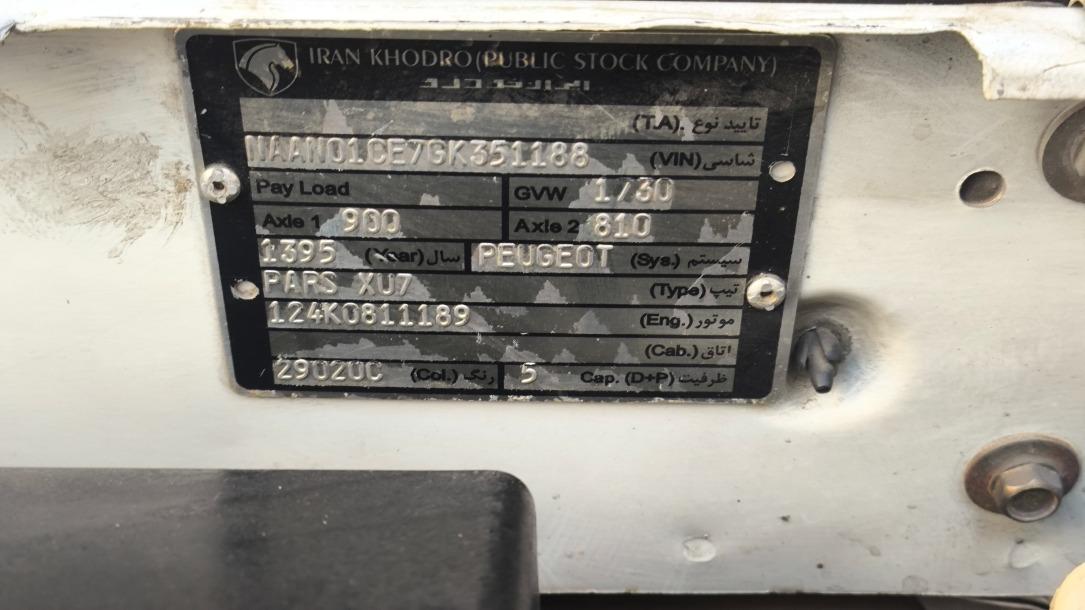 IRAN KHODRO (PUBLIC STOCK COMPANY)
ایران خودرو
تایید نوع (T.A.)
NAAN01CE7GK351188 شاسی (VIN)
Pay Load GVW 1730
Axle 1 900 Axle 2 810
1395 سال (Year) PEUGEOT سیستم (Sys.)
PARS XU7 تیپ (Type)
124K0811189 موتور (Eng.)
اتاق (Cab.)
29020C رنگ (Col.) 5 ظرفیت Cap. (D+P)